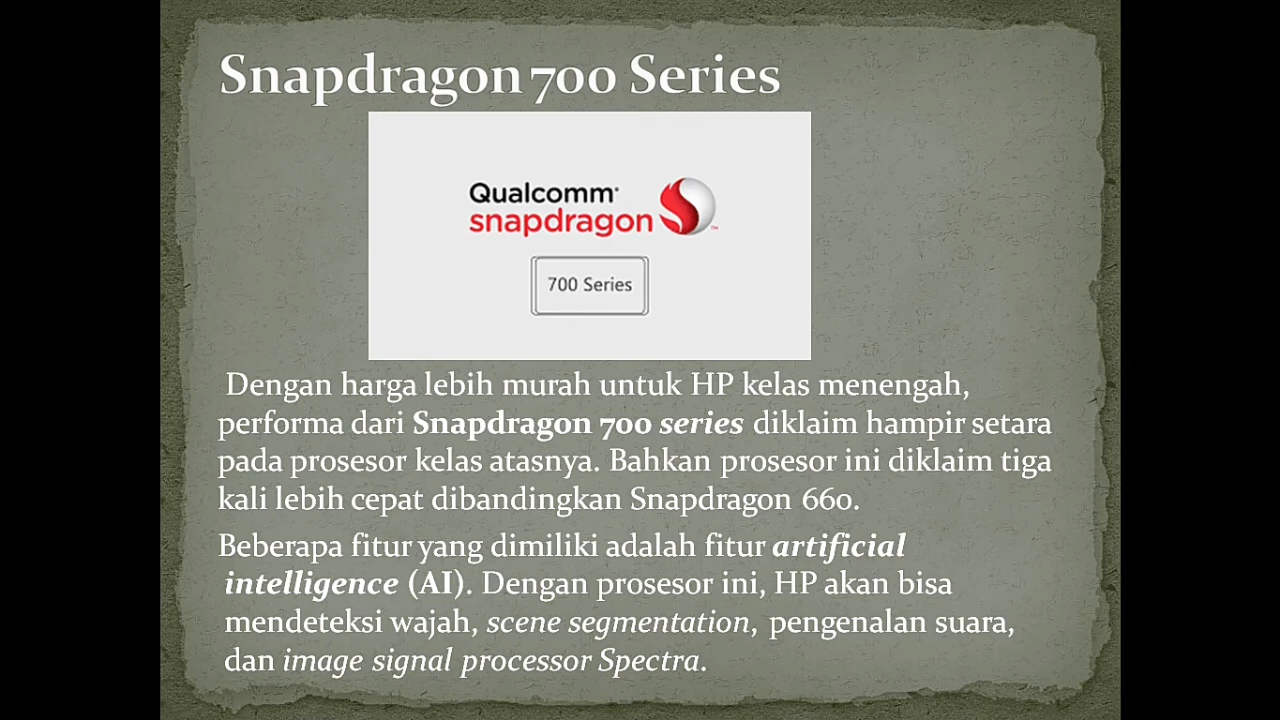 Snapdragon 700 Series
Qualcomm®
snapdragon™
700 Series
Dengan harga lebih murah untuk HP kelas menengah,
performa dari Snapdragon 700 series diklaim hampir setara
pada prosesor kelas atasnya. Bahkan prosesor ini diklaim tiga
kali lebih cepat dibandingkan Snapdragon 660.
Beberapa fitur yang dimiliki adalah fitur artificial
intelligence (AI). Dengan prosesor ini, HP akan bisa
mendeteksi wajah, scene segmentation, pengenalan suara,
dan image signal processor Spectra.